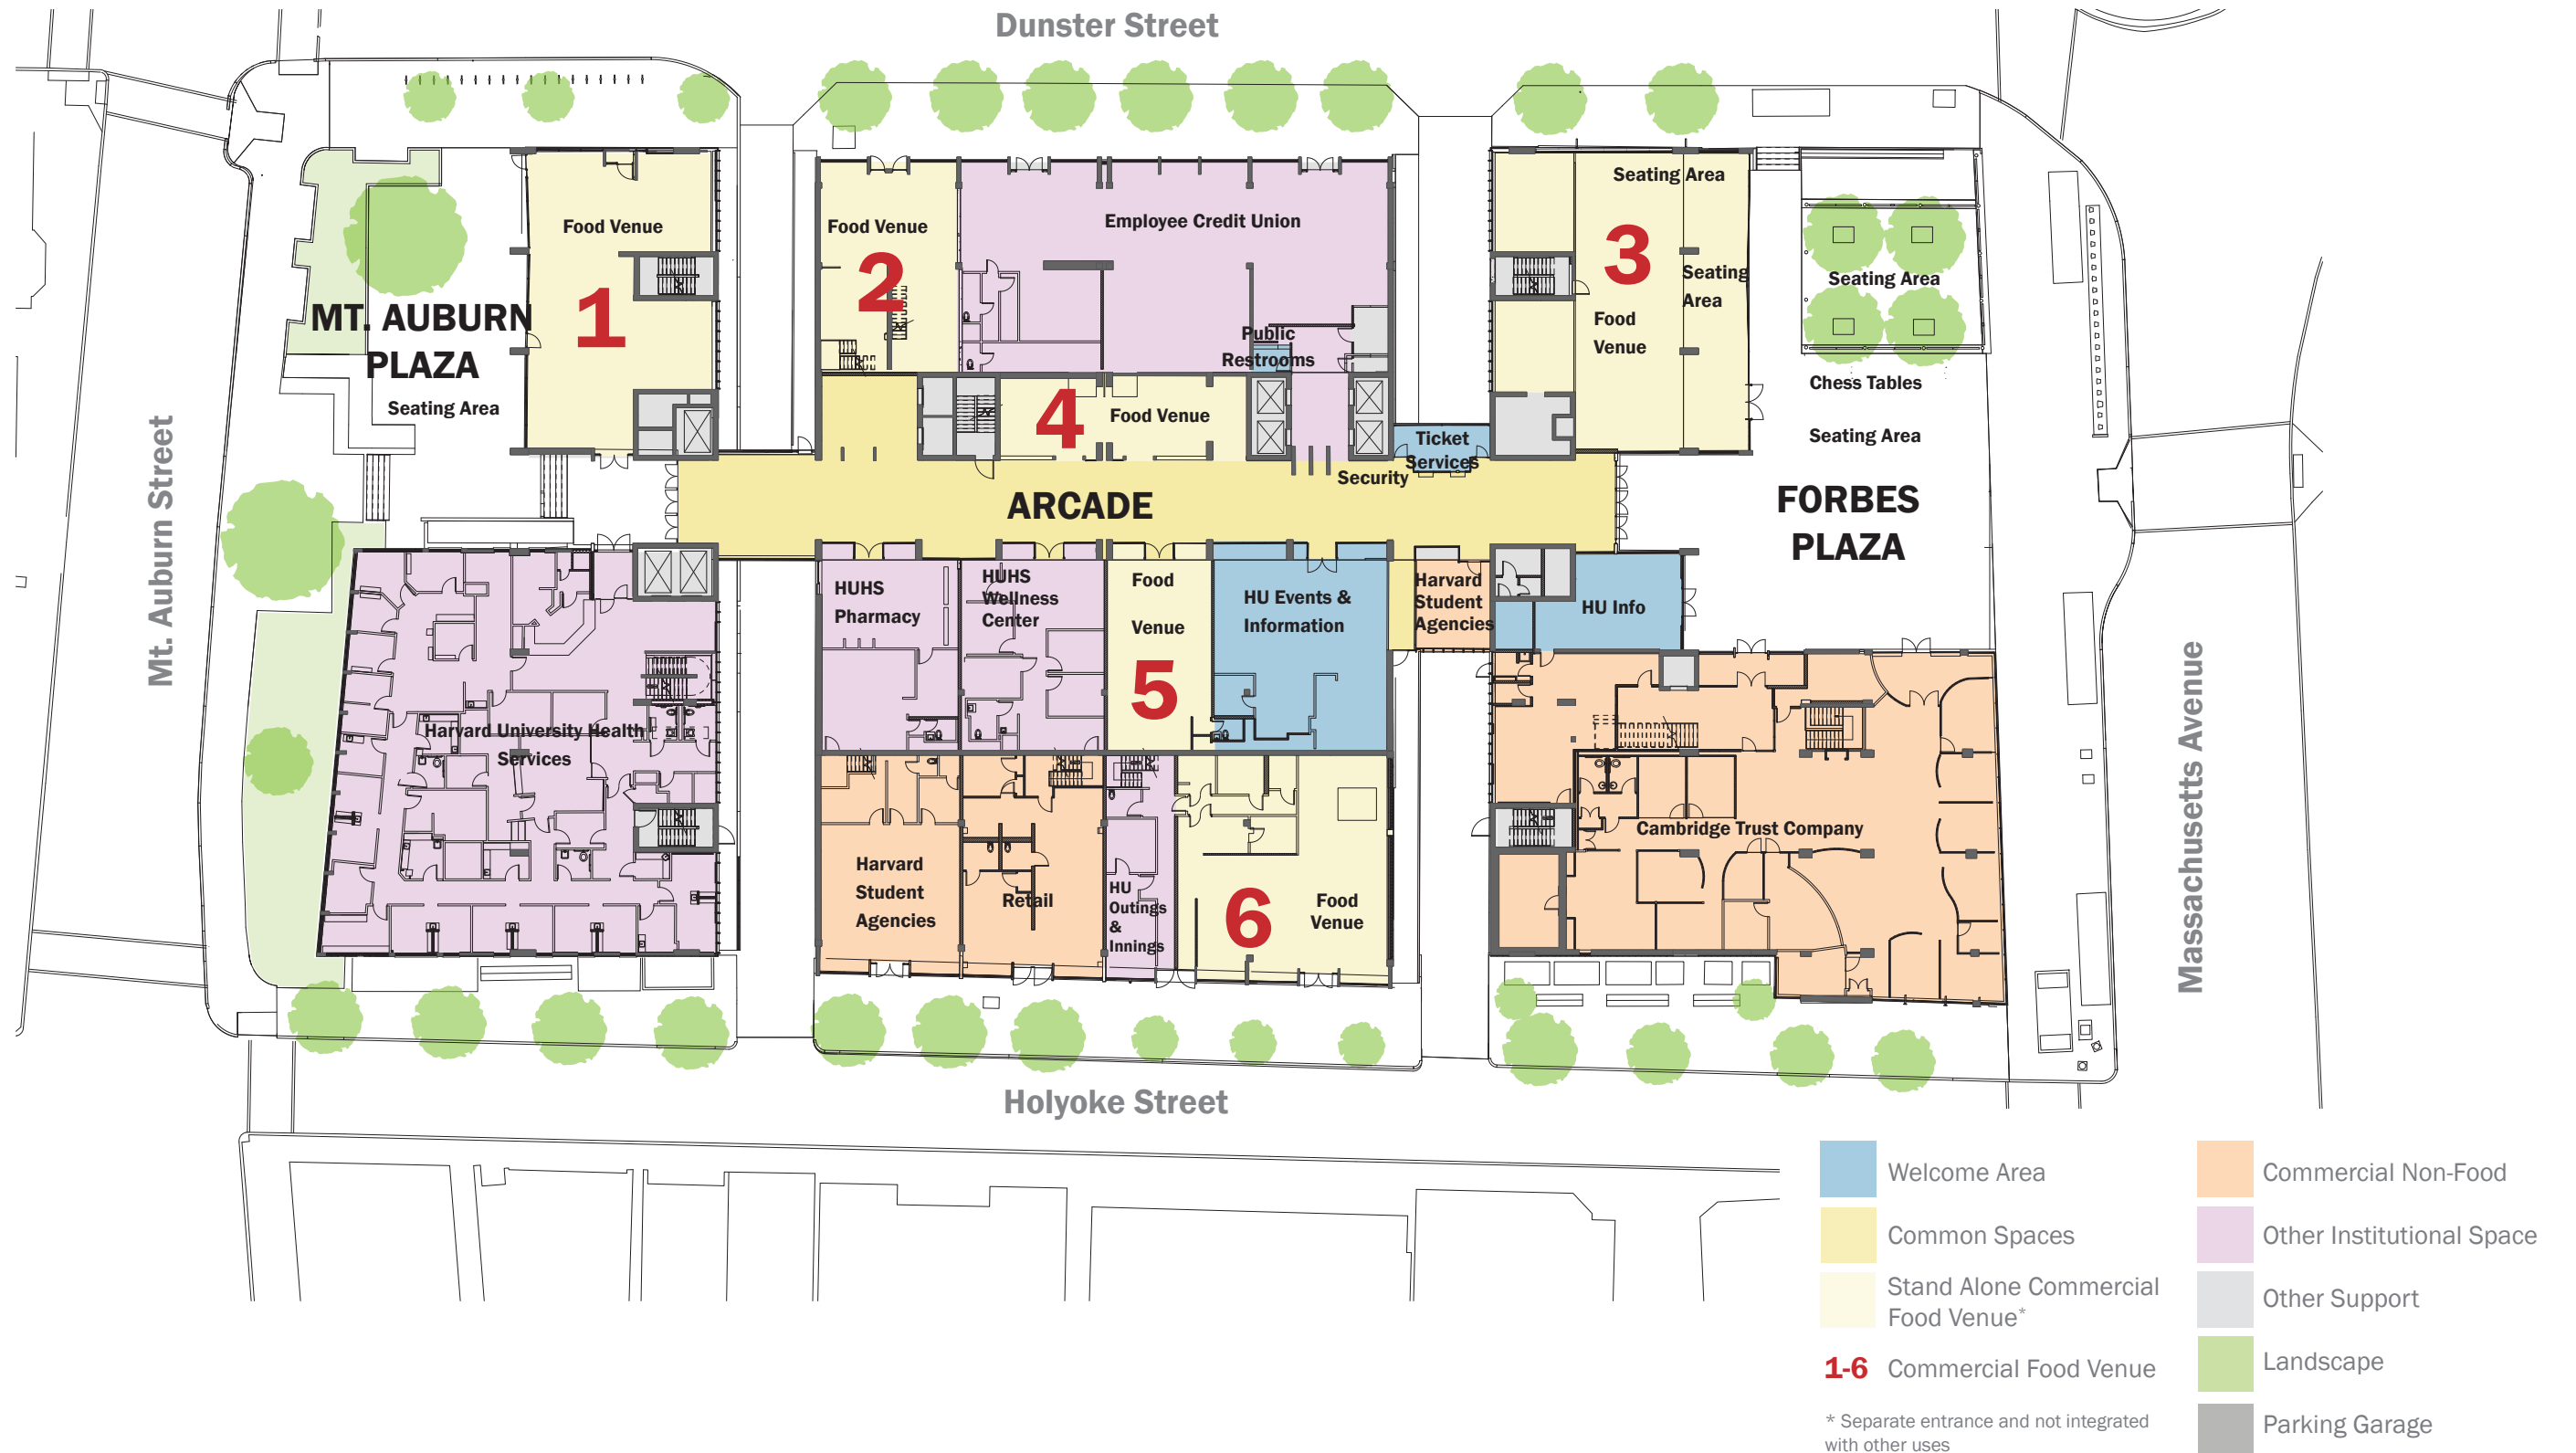 Dunster Street
Food Venue
1
Food Venue
2
Employee Credit Union
Public
Restrooms
Seating Area
3
Seating
Area
Food
Venue
Seating Area
Chess Tables
Seating Area
MT. AUBURN
PLAZA
Seating Area
4
Food Venue
Ticket
Services
Security
ARCADE
FORBES
PLAZA
Mt. Auburn Street
Massachusetts Avenue
HUHS
Pharmacy
HUHS
Wellness
Center
Food
Venue
5
HU Events &
Information
Harvard
Student
Agencies
HU Info
Harvard University Health
Services
Harvard
Student
Agencies
Retail
HU
Outings
&
Innings
6
Food
Venue
Cambridge Trust Company
Holyoke Street
Welcome Area
Common Spaces
Stand Alone Commercial
Food Venue*
1-6 Commercial Food Venue
* Separate entrance and not integrated
with other uses
Commercial Non-Food
Other Institutional Space
Other Support
Landscape
Parking Garage